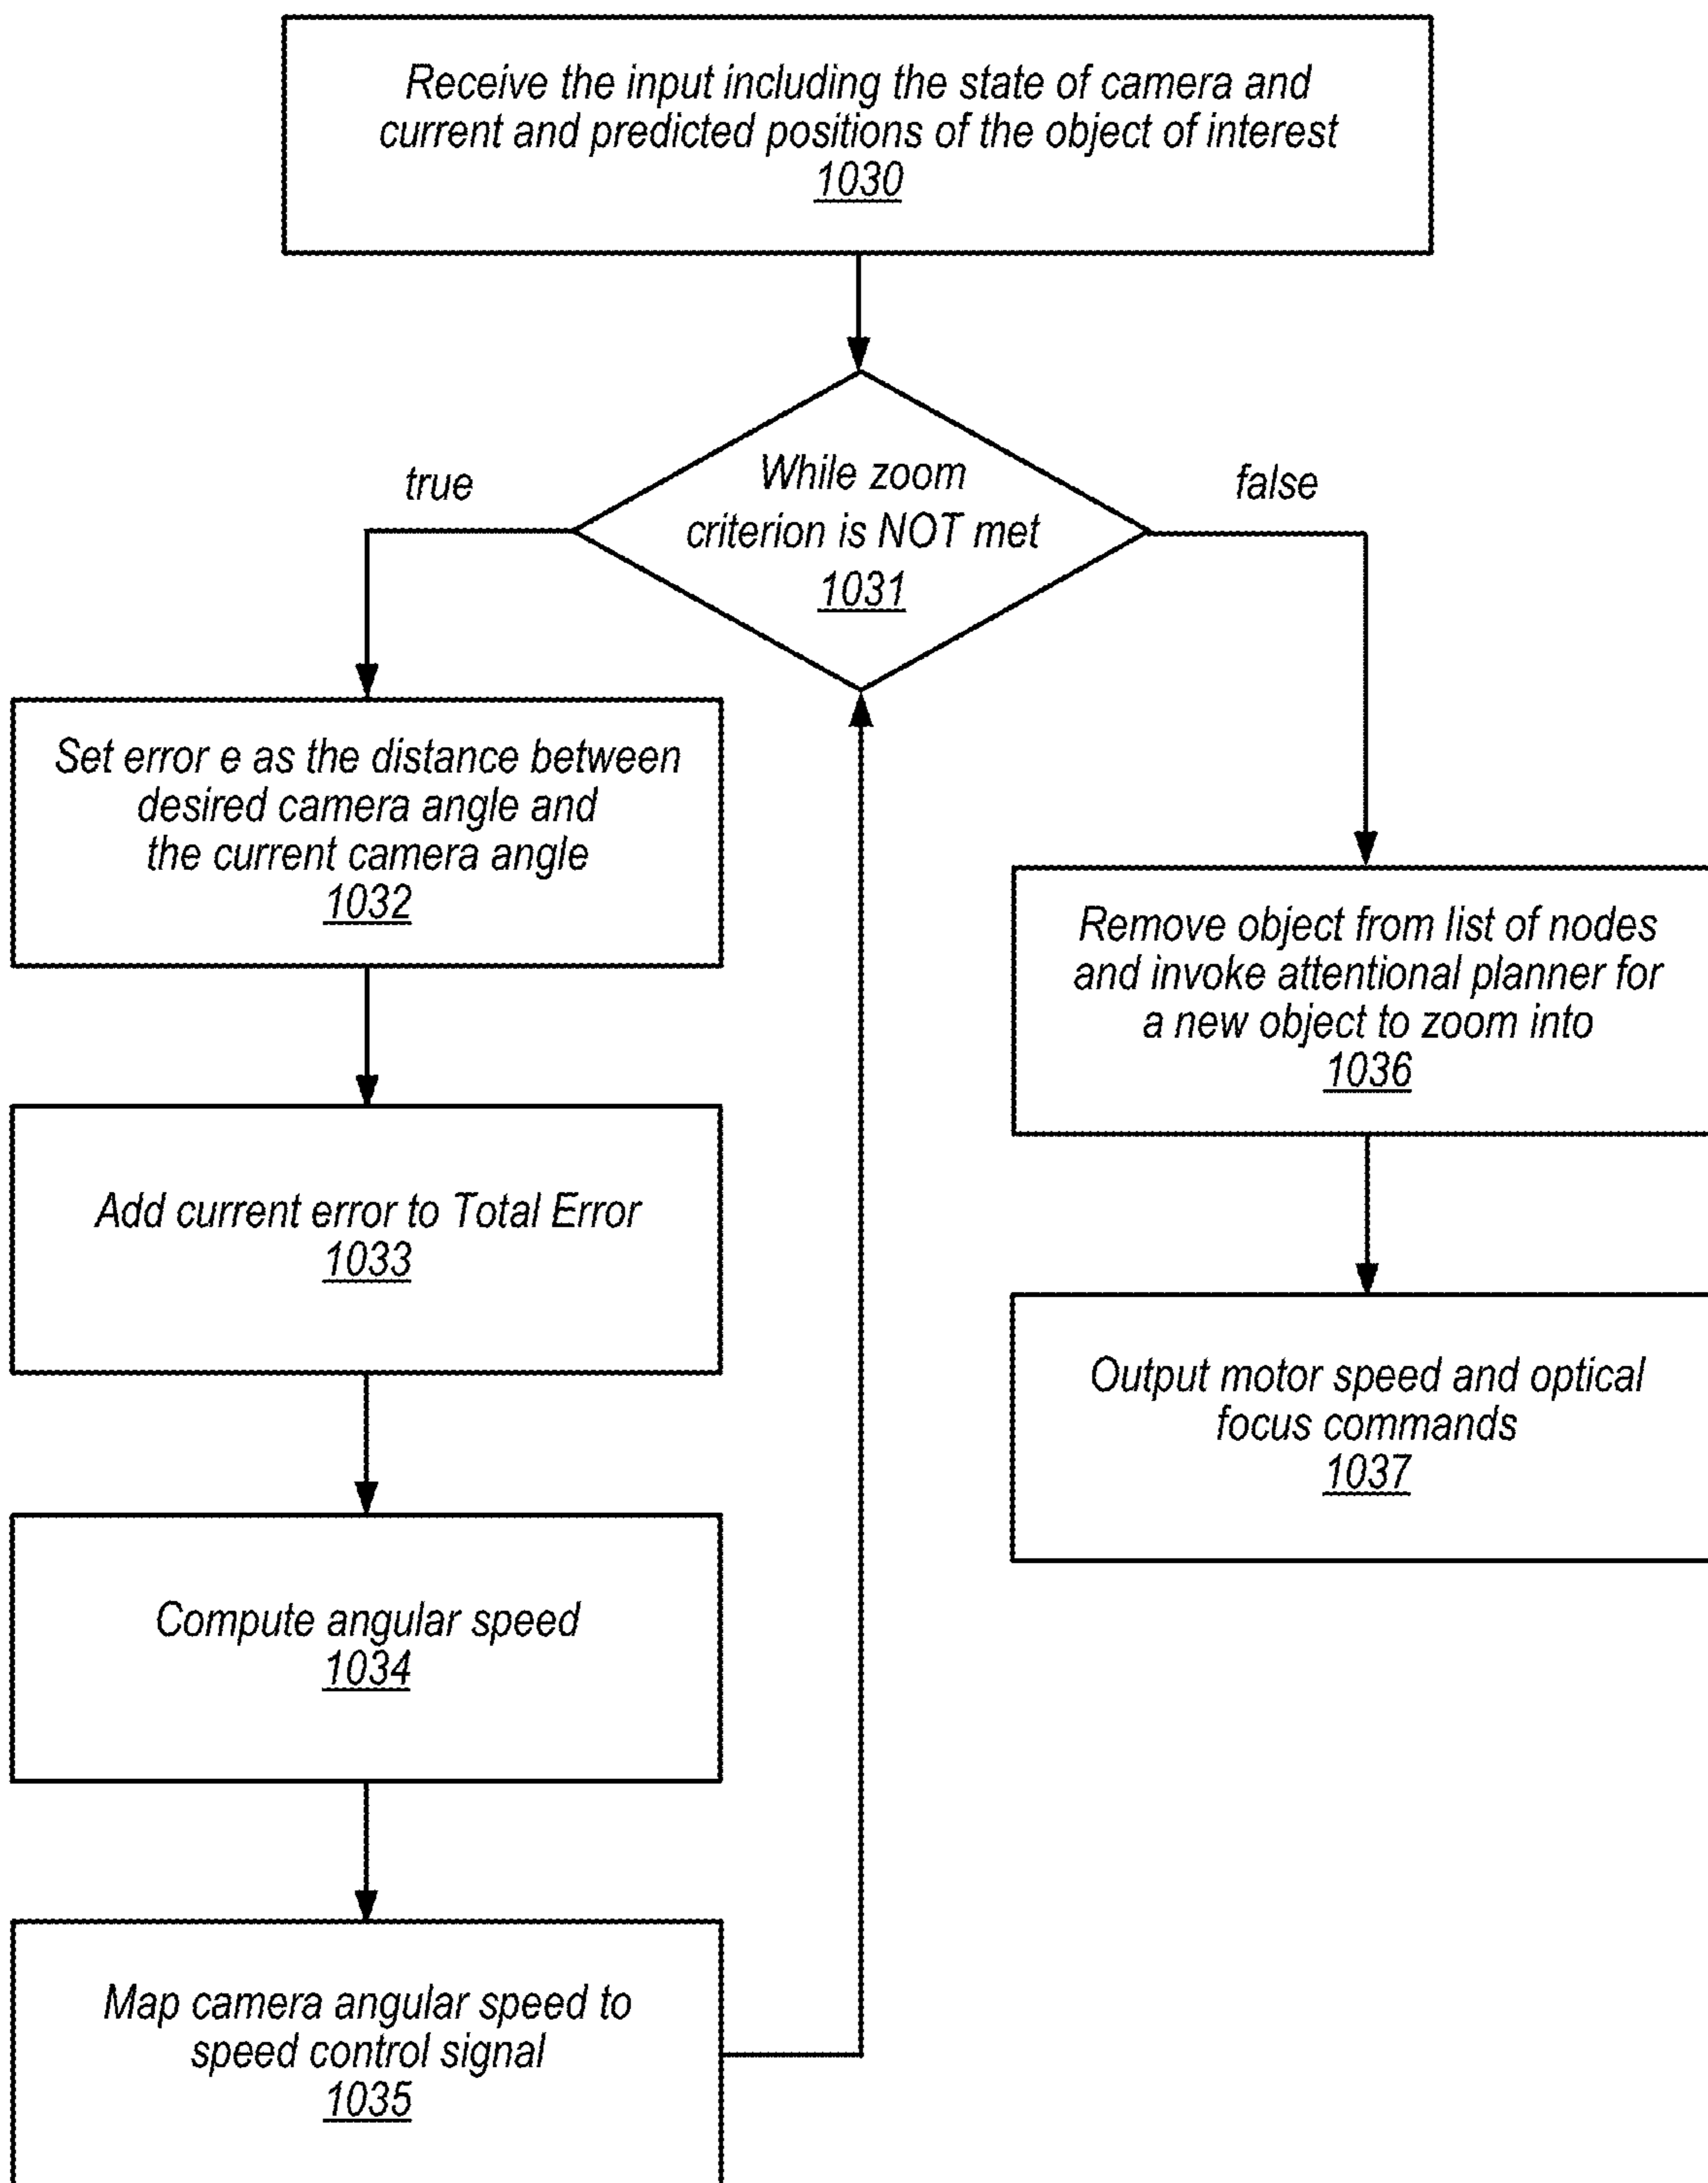 Receive the input including the state of camera and
current and predicted positions of the object of interest
1030
While zoom
criterion is NOT met
1031
true
false
Set error e as the distance between
desired camera angle and
the current camera angle
1032
Add current error to Total Error
1033
Compute angular speed
1034
Map camera angular speed to
speed control signal
1035
Remove object from list of nodes
and invoke attentional planner for
a new object to zoom into
1036
Output motor speed and optical
focus commands
1037